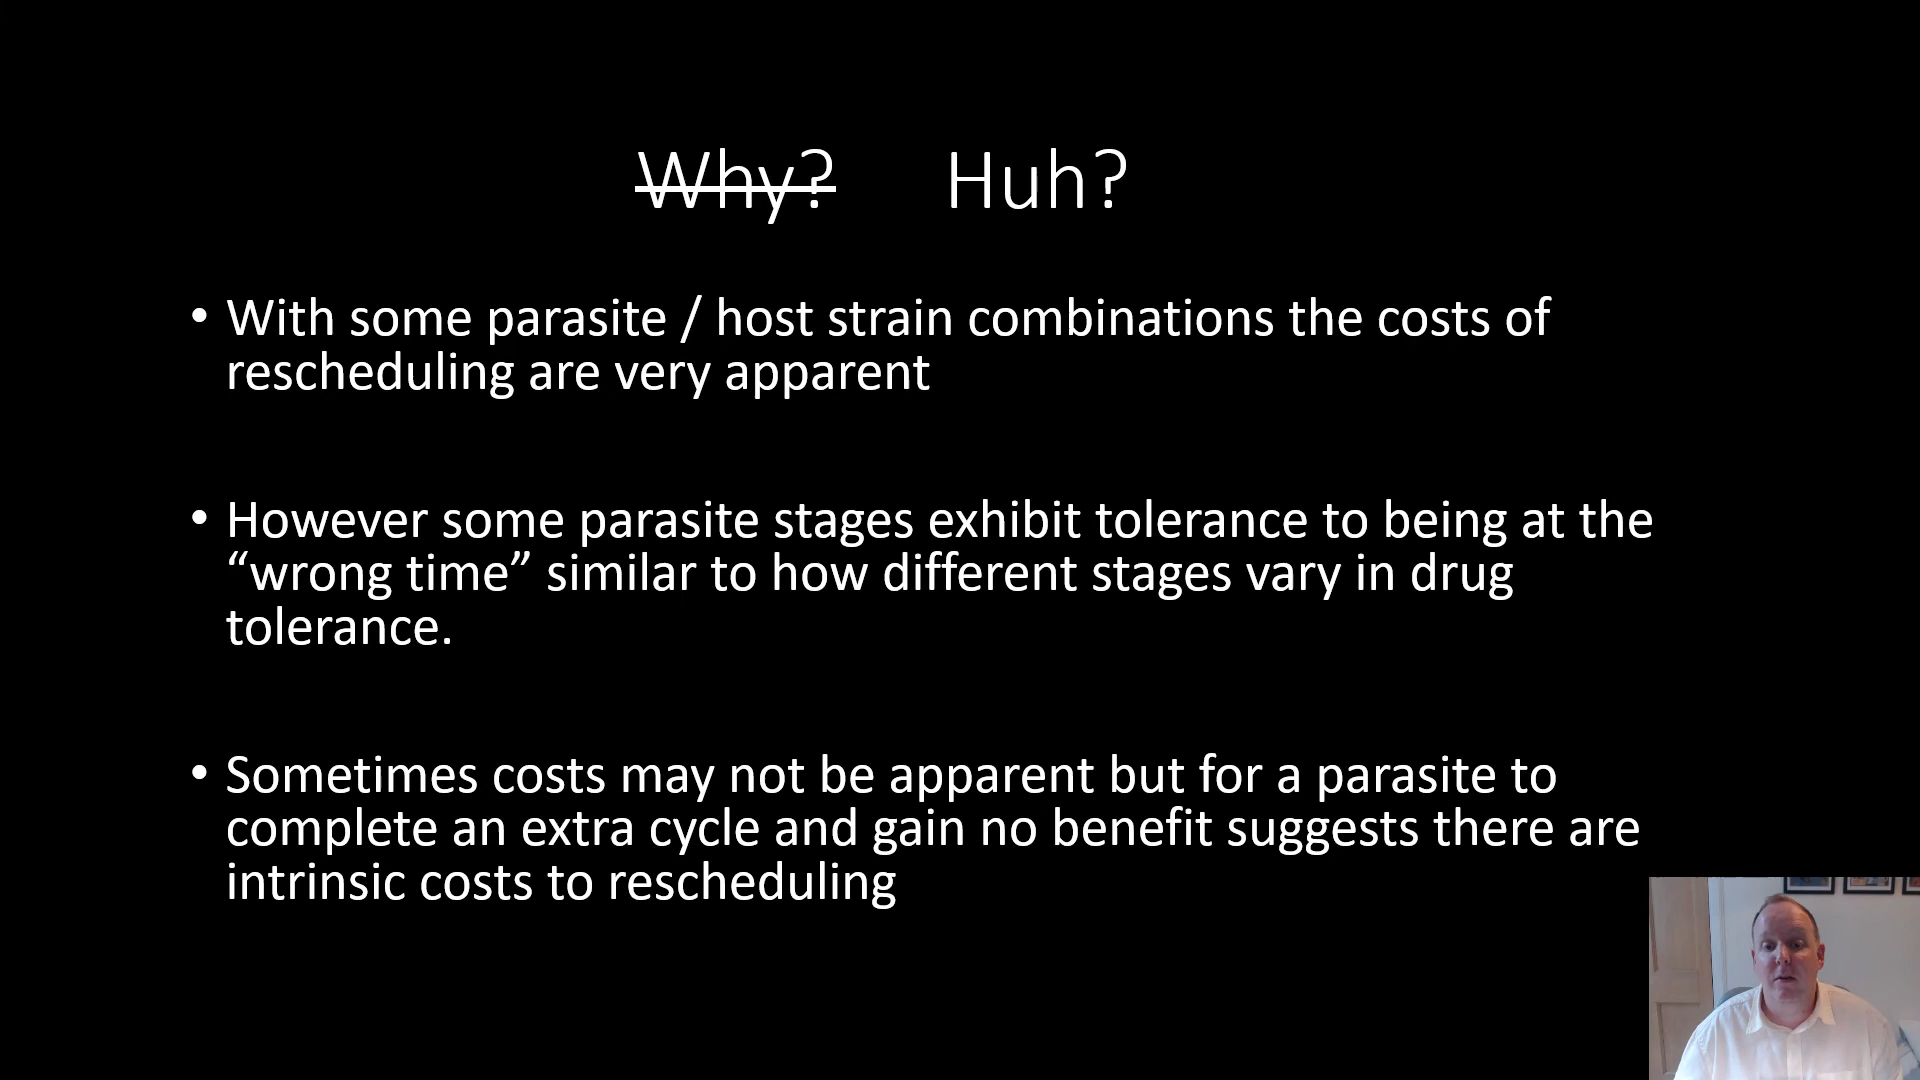 Why? Huh?
• With some parasite / host strain combinations the costs of
rescheduling are very apparent
• However some parasite stages exhibit tolerance to being at the
“wrong time” similar to how different stages vary in drug
tolerance.
• Sometimes costs may not be apparent but for a parasite to
complete an extra cycle and gain no benefit suggests there are
intrinsic costs to rescheduling